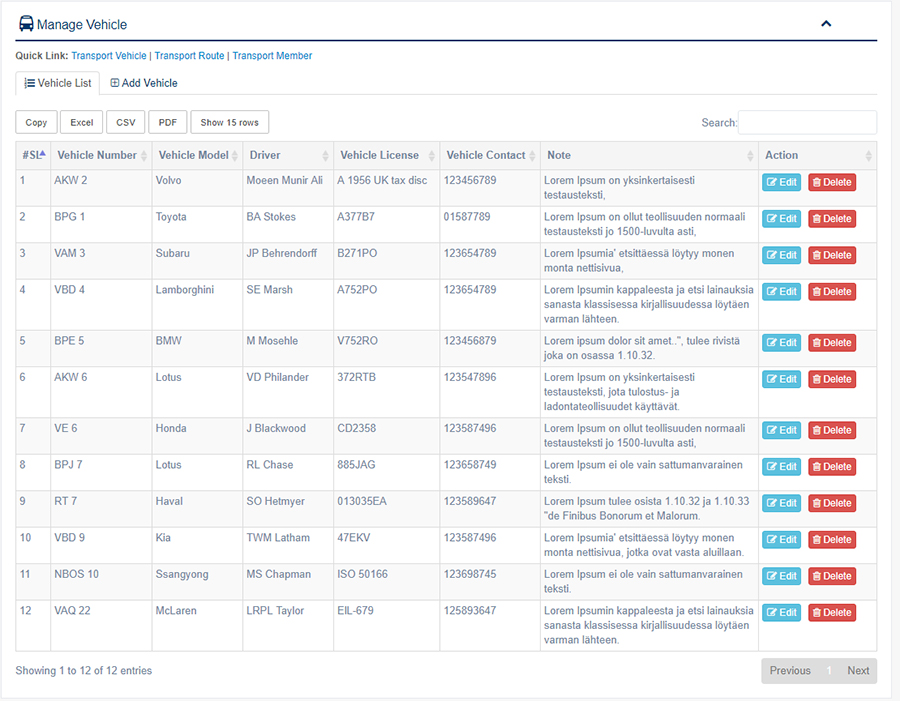 Manage Vehicle
Quick Link: Transport Vehicle | Transport Route | Transport Member
Vehicle List Add Vehicle
Copy Excel CSV PDF Show 15 rows Search:
#SL Vehicle Number Vehicle Model Driver Vehicle License Vehicle Contact Note Action
1 AKW 2 Volvo Moeen Munir Ali A 1956 UK tax disc 123456789 Lorem Ipsum on yksinkertaisesti Edit Delete
testausteksti,
2 BPG 1 Toyota BA Stokes A377B7 01587789 Lorem Ipsum on ollut teollisuuden normaali Edit Delete
testausteksti jo 1500-luvulta asti,
3 VAM 3 Subaru JP Behrendorff B271PO 123654789 Lorem Ipsumia' etsittäessä löytyy monen Edit Delete
monta nettisivua,
4 VBD 4 Lamborghini SE Marsh A752PO 123654789 Lorem Ipsumin kappaleesta ja etsi lainauksia Edit Delete
sanasta klassisessa kirjallisuudessa löytäen
varman lähteen.
5 BPE 5 BMW M Mosehle V752RO 123456879 Lorem ipsum dolor sit amet..", tulee rivistä Edit Delete
joka on osassa 1.10.32.
6 AKW 6 Lotus VD Philander 372RTB 123547896 Lorem Ipsum on yksinkertaisesti Edit Delete
testausteksti, jota tulostus- ja
ladontateollisuudet käyttävät.
7 VE 6 Honda J Blackwood CD2358 123587496 Lorem Ipsum on ollut teollisuuden normaali Edit Delete
testausteksti jo 1500-luvulta asti,
8 BPJ 7 Lotus RL Chase 885JAG 123658749 Lorem Ipsum ei ole vain sattumanvarainen Edit Delete
teksti.
9 RT 7 Haval SO Hetmyer 013035EA 123589647 Lorem Ipsum tulee osista 1.10.32 ja 1.10.33 Edit Delete
"de Finibus Bonorum et Malorum.
10 VBD 9 Kia TWM Latham 47EKV 123587496 Lorem Ipsumia' etsittäessä löytyy monen Edit Delete
monta nettisivua, jotka ovat vasta aluillaan.
11 NBOS 10 Ssangyong MS Chapman ISO 50166 123698745 Lorem Ipsum ei ole vain sattumanvarainen Edit Delete
teksti.
12 VAQ 22 McLaren LRPL Taylor EIL-679 125893647 Lorem Ipsumin kappaleesta ja etsi lainauksia Edit Delete
sanasta klassisessa kirjallisuudessa löytäen
varman lähteen.
Showing 1 to 12 of 12 entries Previous 1 Next